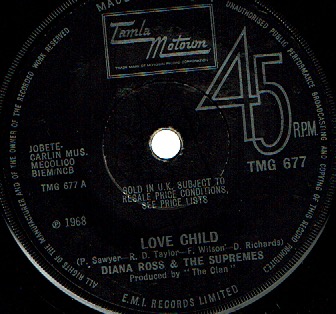 MADE
UNAUTHORISED PUBLIC PERFORMANCE BROADCASTING AND COPYING OF THIS RECORD
AND OF THE OWNER OF THE RECORDED WORK RESERVED
ALL RIGHTS OF THE MANUFACTURER
Tamla
Motown
TRADE MARK OF MOTOWN RECORD CORPORATION
45
RPM
TMG 677
JOBETE-
CARLIN MUS.
MECOLICO
BIEM/NCB
TMG 677 A
SOLD IN U.K. SUBJECT TO
RESALE PRICE CONDITIONS,
SEE PRICE LISTS
℗ 1968
LOVE CHILD
(P. Sawyer-R. D. Taylor-F. Wilson-D. Richards)
DIANA ROSS & THE SUPREMES
Produced by "The Clan"
E.M.I. RECORDS LIMITED